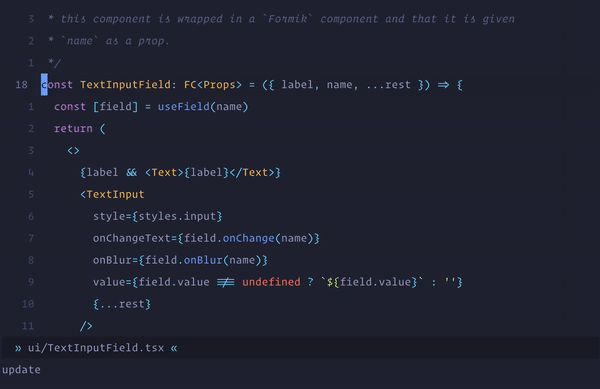 3 * this component is wrapped in a `Formik` component and that it is given
2 * `name` as a prop.
1 */
18 const TextInputField: FC<Props> = ({ label, name, ...rest }) => {
1 const [field] = useField(name)
2 return (
3 <>
4 {label && <Text>{label}</Text>}
5 <TextInput
6 style={styles.input}
7 onChangeText={field.onChange(name)}
8 onBlur={field.onBlur(name)}
9 value={field.value !== undefined ? `${field.value}` : ''}
10 {...rest}
11 />
» ui/TextInputField.tsx «
update